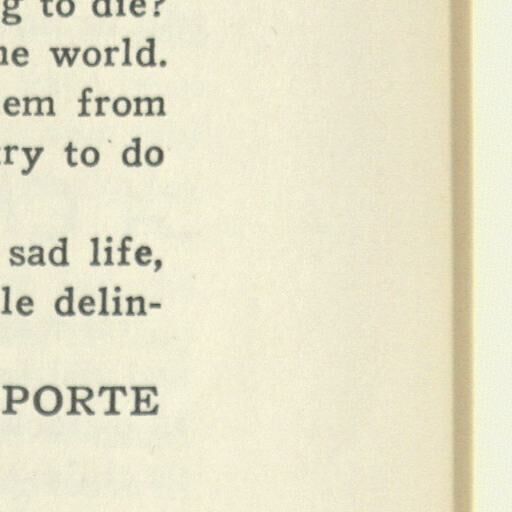 g to die?
he world.
em from
ry to do
sad life,
le delin-
PORTE